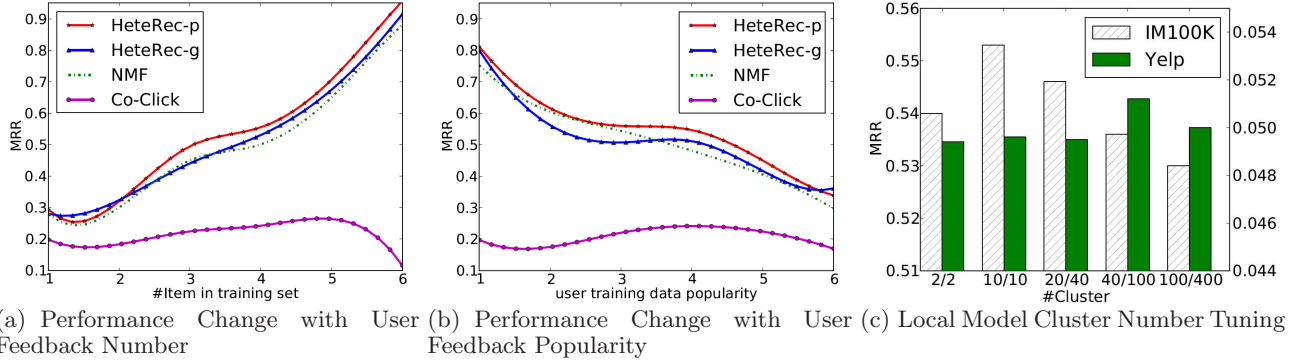 MRR
0.9
0.8
0.7
0.6
0.5
0.4
0.3
0.2
0.1
HeteRec-p
HeteRec-g
NMF
Co-Click
1 2 3 4 5 6
#Item in training set
(a) Performance Change with User
Feedback Number
MRR
0.9
0.8
0.7
0.6
0.5
0.4
0.3
0.2
0.1
HeteRec-p
HeteRec-g
NMF
Co-Click
1 2 3 4 5 6
user training data popularity
(b) Performance Change with User
Feedback Popularity
MRR
0.56
0.55
0.54
0.53
0.52
0.51
IM100K
Yelp
0.054
0.052
0.050
0.048
0.046
0.044
2/2 10/10 20/40 40/100 100/400
#Cluster
(c) Local Model Cluster Number Tuning